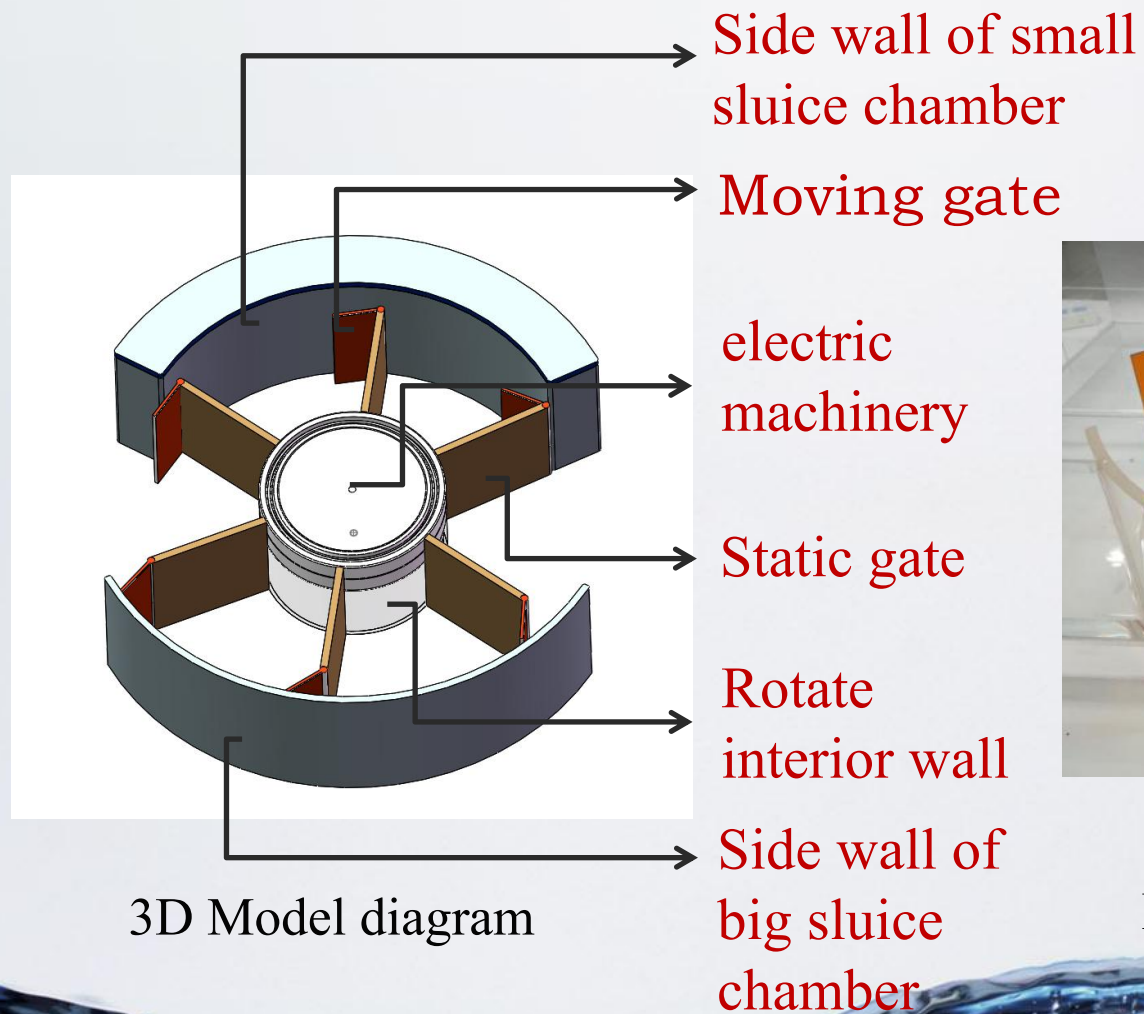 Side wall of small
sluice chamber
Moving gate
electric
machinery
Static gate
Rotate
interior wall
Side wall of
big sluice
chamber
3D Model diagram